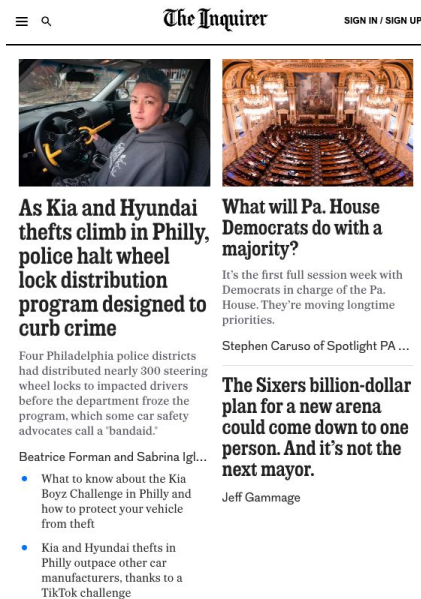 The Inquirer
SIGN IN / SIGN UP
As Kia and Hyundai
thefts climb in Philly,
police halt wheel
lock distribution
program designed to
curb crime
Four Philadelphia police districts
had distributed nearly 300 steering
wheel locks to impacted drivers
before the department froze the
program, which some car safety
advocates call a "bandaid."
Beatrice Forman and Sabrina Igl...
What to know about the Kia
Boyz Challenge in Philly and
how to protect your vehicle
from theft
Kia and Hyundai thefts in
Philly outpace other car
manufacturers, thanks to a
TikTok challenge
What will Pa. House
Democrats do with a
majority?
It's the first full session week with
Democrats in charge of the Pa.
House. They're moving longtime
priorities.
Stephen Caruso of Spotlight PA ...
The Sixers billion-dollar
plan for a new arena
could come down to one
person. And it's not the
next mayor.
Jeff Gammage